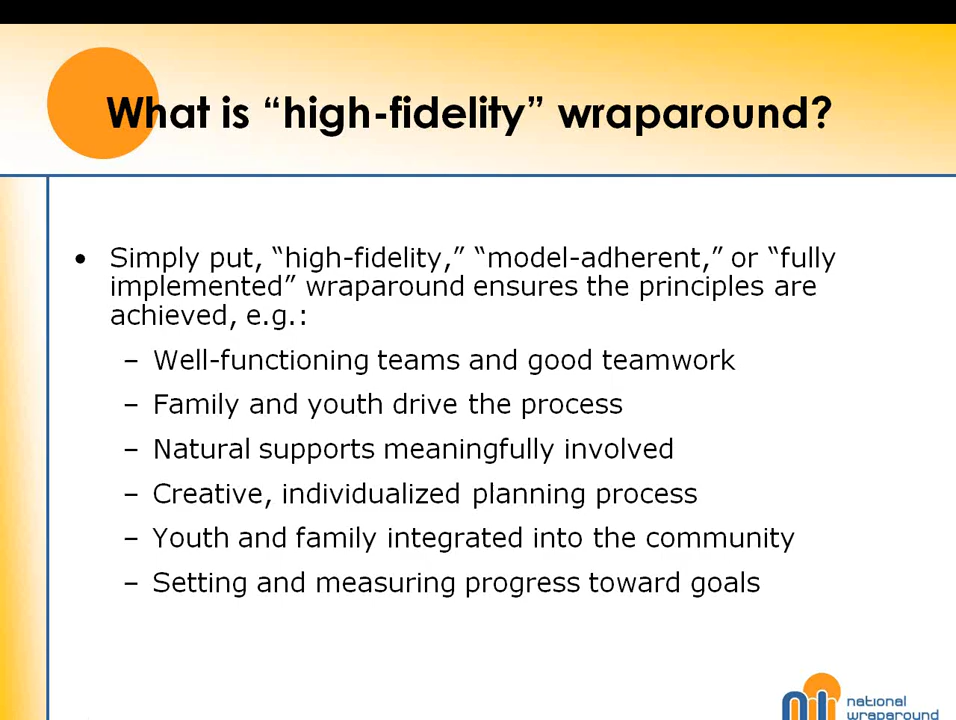 What is “high-fidelity” wraparound?
• Simply put, “high-fidelity,” “model-adherent,” or “fully
implemented” wraparound ensures the principles are
achieved, e.g.:
– Well-functioning teams and good teamwork
– Family and youth drive the process
– Natural supports meaningfully involved
– Creative, individualized planning process
– Youth and family integrated into the community
– Setting and measuring progress toward goals
national
wraparound